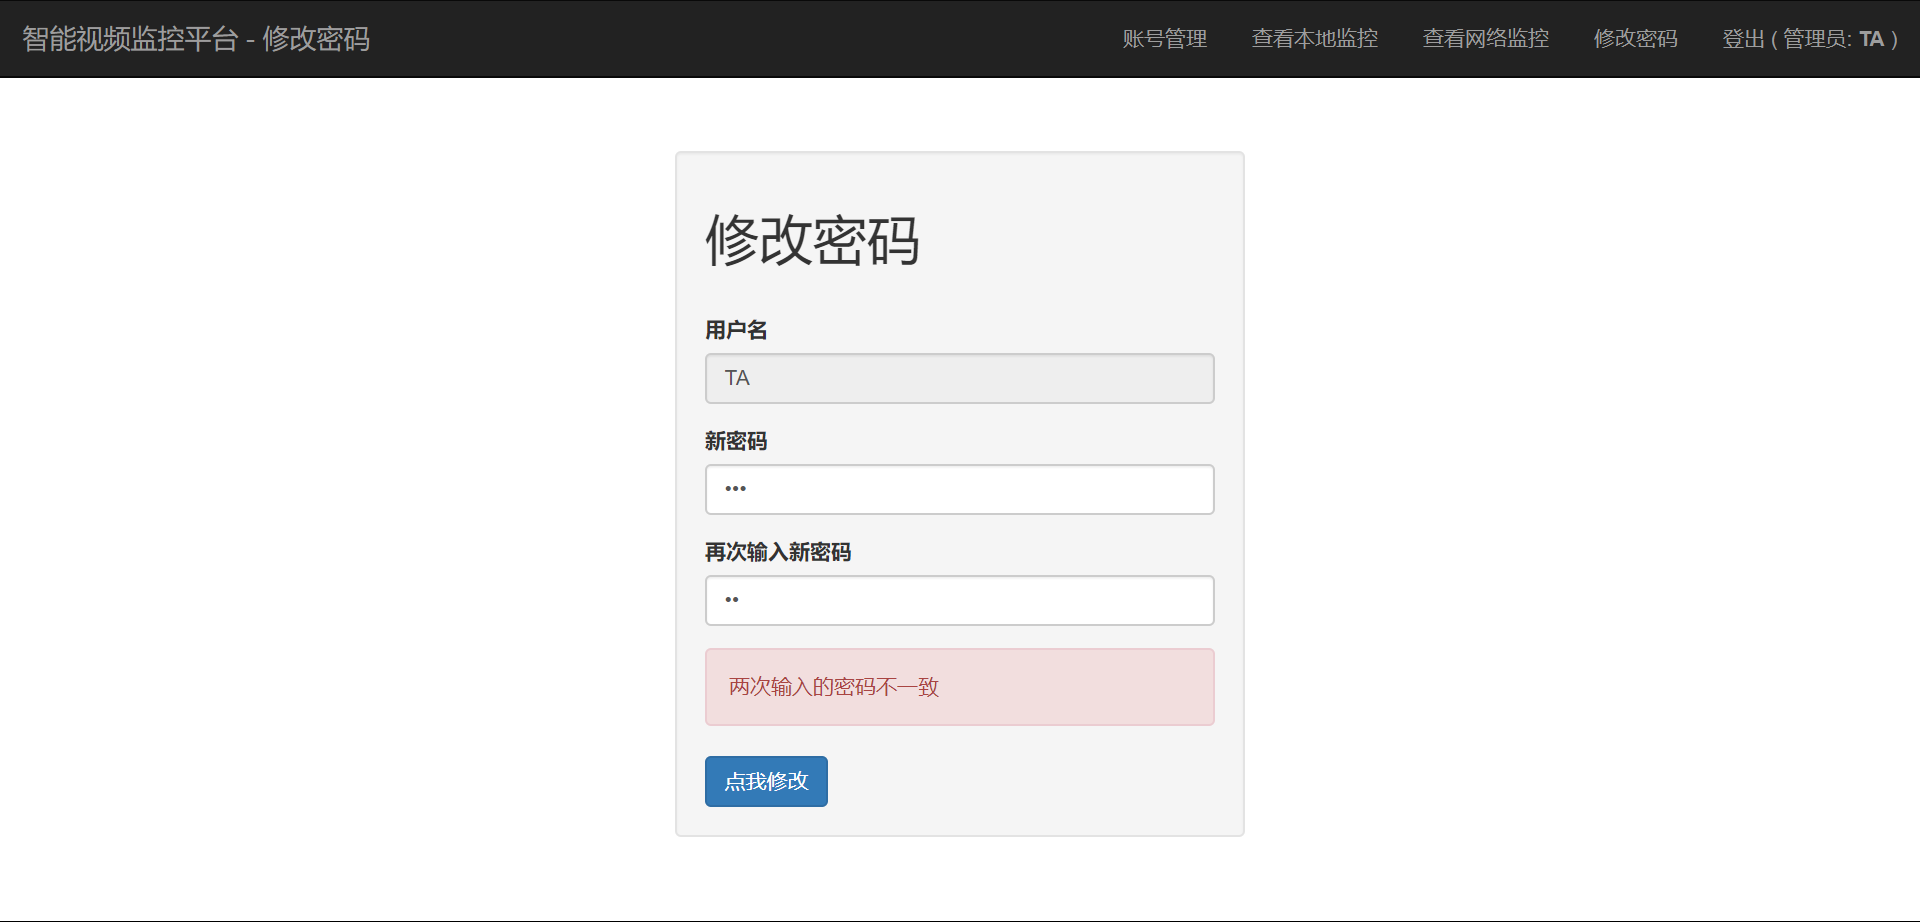 智能视频监控平台 - 修改密码
账号管理 查看本地监控 查看网络监控 修改密码 登出 ( 管理员: TA )
修改密码
用户名
TA
新密码
•••
再次输入新密码
••
两次输入的密码不一致
点我修改